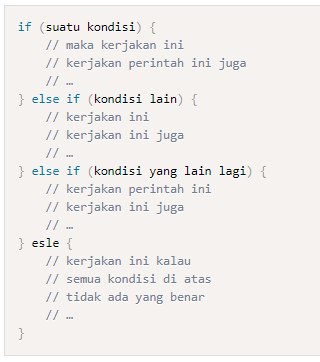 if (suatu kondisi) {
    // maka kerjakan ini
    // kerjakan perintah ini juga
    // …
} else if (kondisi lain) {
    // kerjakan ini
    // kerjakan ini juga
    // …
} else if (kondisi yang lain lagi) {
    // kerjakan perintah ini
    // kerjakan ini juga
    // …
} esle {
    // kerjakan ini kalau
    // semua kondisi di atas
    // tidak ada yang benar
    // …
}